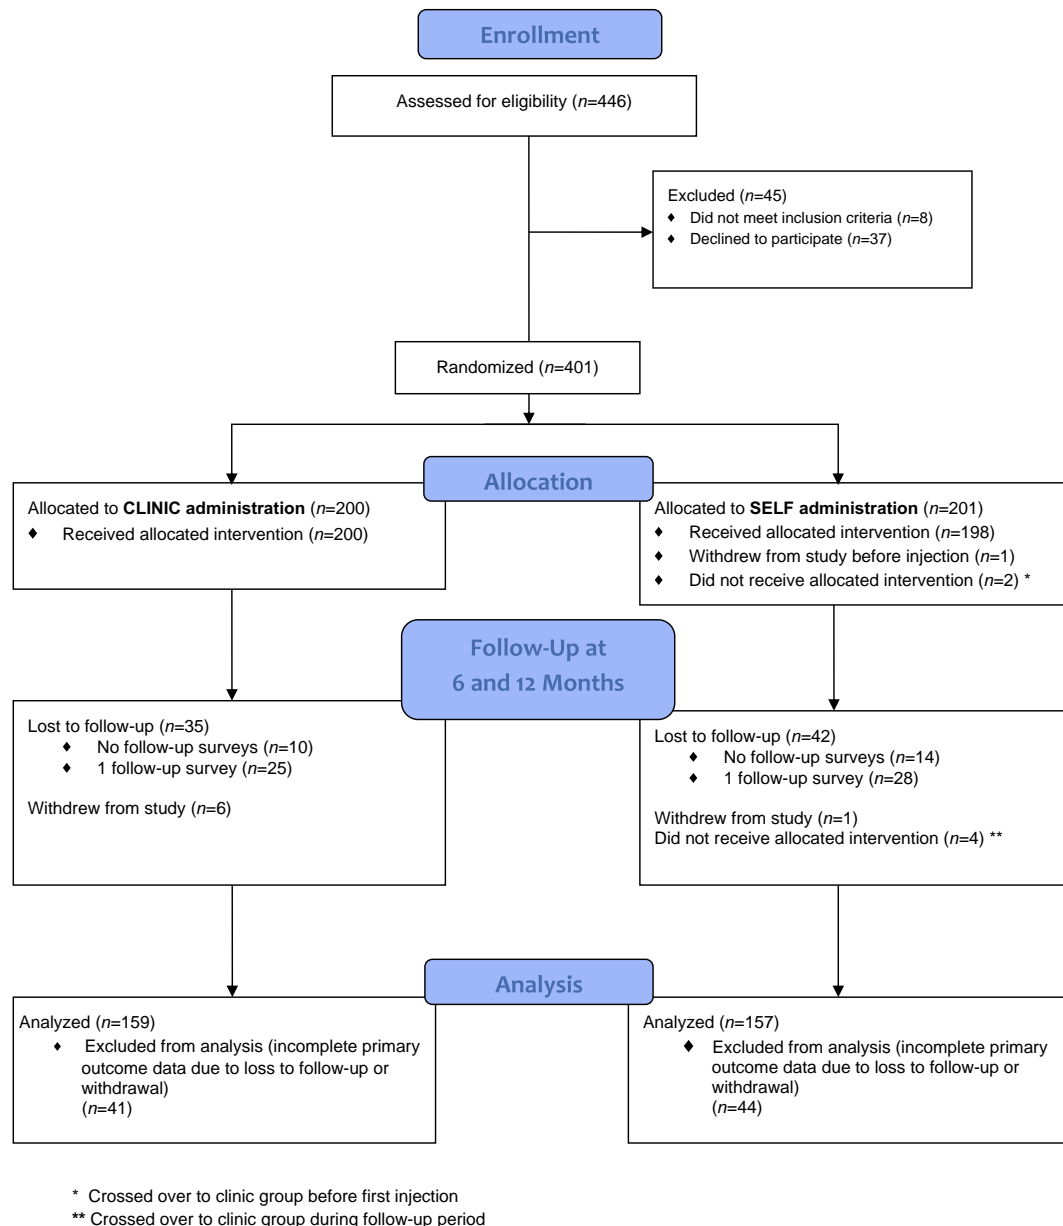 Enrollment
Assessed for eligibility (n=446)
Excluded (n=45)
♦ Did not meet inclusion criteria (n=8)
♦ Declined to participate (n=37)
Randomized (n=401)
Allocation
Allocated to CLINIC administration (n=200)
♦ Received allocated intervention (n=200)
Allocated to SELF administration (n=201)
♦ Received allocated intervention (n=198)
♦ Withdrew from study before injection (n=1)
♦ Did not receive allocated intervention (n=2) *
Follow-Up at
6 and 12 Months
Lost to follow-up (n=35)
♦ No follow-up surveys (n=10)
♦ 1 follow-up survey (n=25)
Withdrew from study (n=6)
Lost to follow-up (n=42)
♦ No follow-up surveys (n=14)
♦ 1 follow-up survey (n=28)
Withdrew from study (n=1)
Did not receive allocated intervention (n=4) **
Analysis
Analyzed (n=159)
♦ Excluded from analysis (incomplete primary
outcome data due to loss to follow-up or
withdrawal)
(n=41)
Analyzed (n=157)
♦ Excluded from analysis (incomplete primary
outcome data due to loss to follow-up or
withdrawal)
(n=44)
* Crossed over to clinic group before first injection
** Crossed over to clinic group during follow-up period